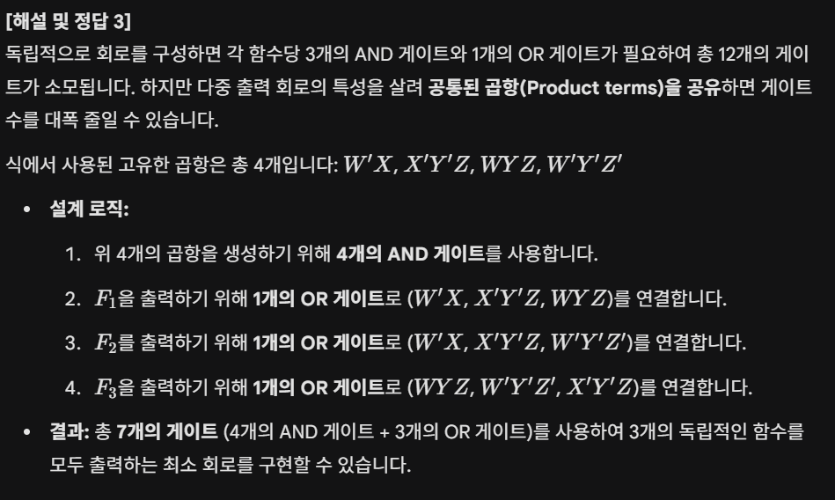 [해설 및 정답 3]
독립적으로 회로를 구성하면 각 함수당 3개의 AND 게이트와 1개의 OR 게이트가 필요하여 총 12개의 게이
트가 소모됩니다. 하지만 다중 출력 회로의 특성을 살려 공통된 곱항(Product terms)을 공유하면 게이트
수를 대폭 줄일 수 있습니다.
식에서 사용된 고유한 곱항은 총 4개입니다: W′X, X′Y′Z, WYZ, W′Y′Z′
• 설계 로직:
1. 위 4개의 곱항을 생성하기 위해 4개의 AND 게이트를 사용합니다.
2. F₁을 출력하기 위해 1개의 OR 게이트로 (W′X, X′Y′Z, WYZ)를 연결합니다.
3. F₂를 출력하기 위해 1개의 OR 게이트로 (W′X, X′Y′Z, W′Y′Z′)를 연결합니다.
4. F₃을 출력하기 위해 1개의 OR 게이트로 (WYZ, W′Y′Z′, X′Y′Z)를 연결합니다.
• 결과: 총 7개의 게이트 (4개의 AND 게이트 + 3개의 OR 게이트)를 사용하여 3개의 독립적인 함수를
모두 출력하는 최소 회로를 구현할 수 있습니다.